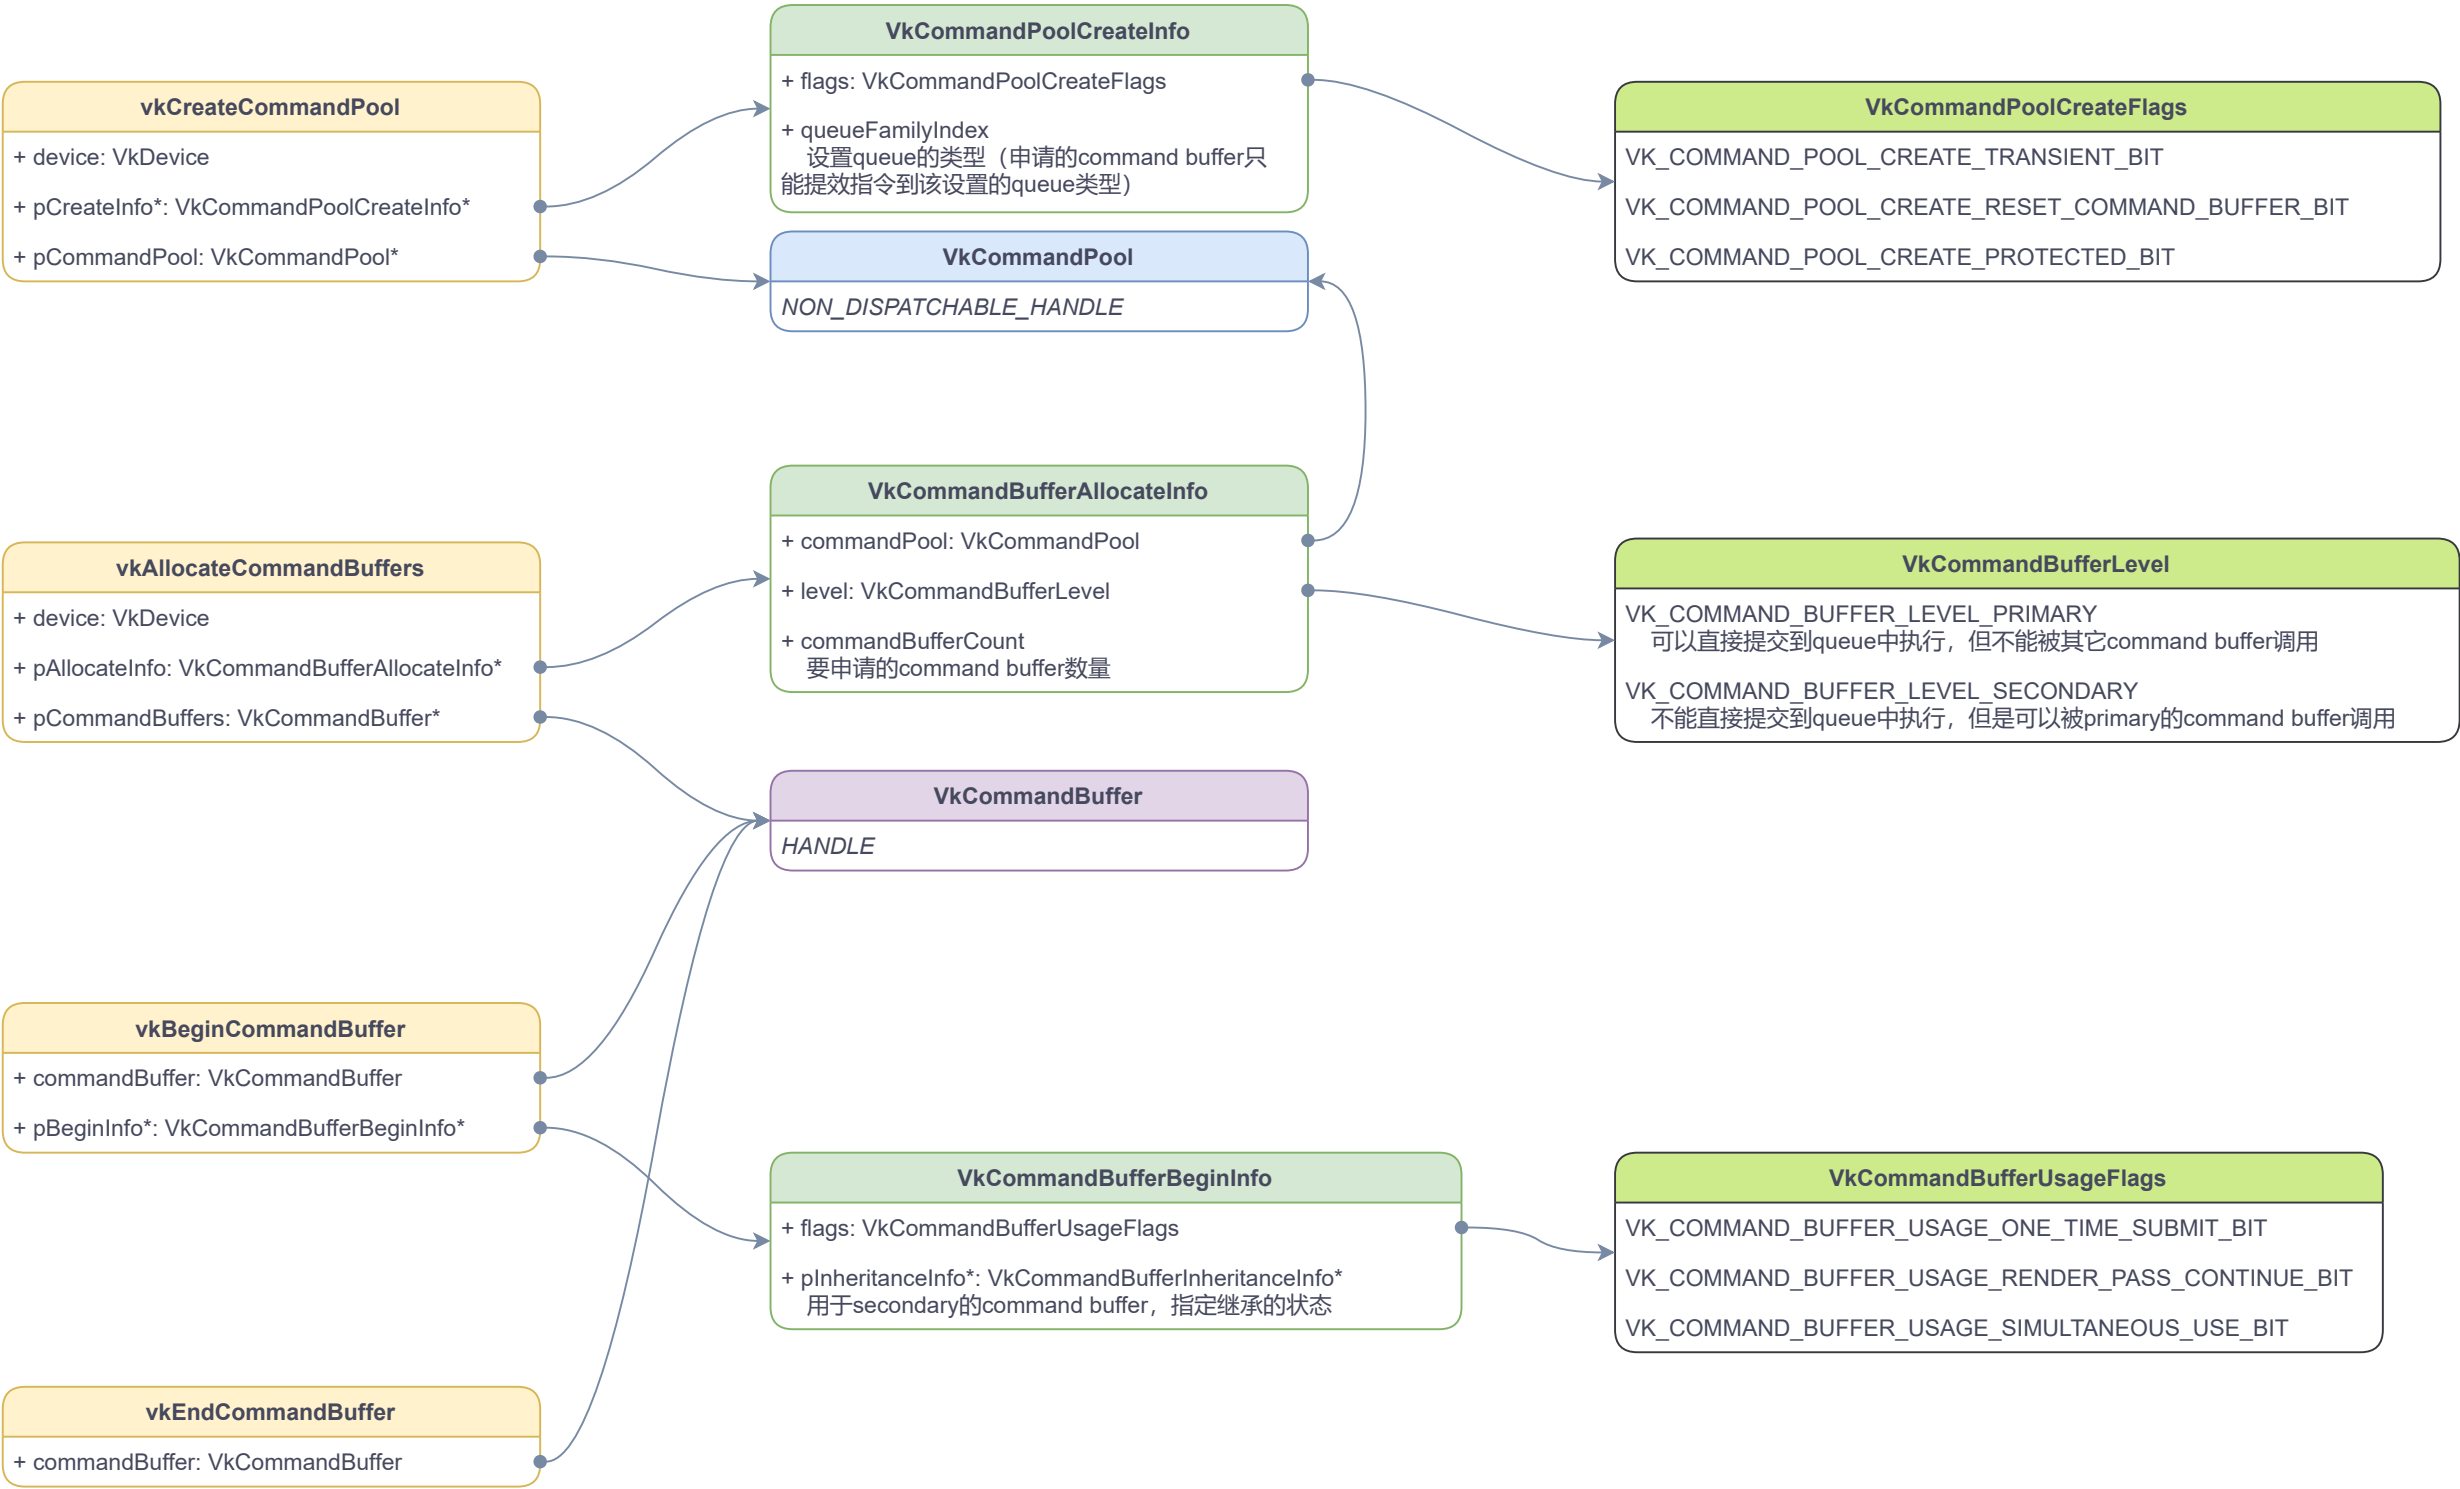 vkCreateCommandPool
+ device: VkDevice
+ pCreateInfo*: VkCommandPoolCreateInfo*
+ pCommandPool: VkCommandPool*
VkCommandPoolCreateInfo
+ flags: VkCommandPoolCreateFlags
+ queueFamilyIndex
设置queue的类型（申请的command buffer只
能提效指令到该设置的queue类型）
VkCommandPool
NON_DISPATCHABLE_HANDLE
VkCommandPoolCreateFlags
VK_COMMAND_POOL_CREATE_TRANSIENT_BIT
VK_COMMAND_POOL_CREATE_RESET_COMMAND_BUFFER_BIT
VK_COMMAND_POOL_CREATE_PROTECTED_BIT
vkAllocateCommandBuffers
+ device: VkDevice
+ pAllocateInfo: VkCommandBufferAllocateInfo*
+ pCommandBuffers: VkCommandBuffer*
VkCommandBufferAllocateInfo
+ commandPool: VkCommandPool
+ level: VkCommandBufferLevel
+ commandBufferCount
要申请的command buffer数量
VkCommandBufferLevel
VK_COMMAND_BUFFER_LEVEL_PRIMARY
可以直接提交到queue中执行，但不能被其它command buffer调用
VK_COMMAND_BUFFER_LEVEL_SECONDARY
不能直接提交到queue中执行，但是可以被primary的command buffer调用
VkCommandBuffer
HANDLE
vkBeginCommandBuffer
+ commandBuffer: VkCommandBuffer
+ pBeginInfo*: VkCommandBufferBeginInfo*
VkCommandBufferBeginInfo
+ flags: VkCommandBufferUsageFlags
+ pInheritanceInfo*: VkCommandBufferInheritanceInfo*
用于secondary的command buffer，指定继承的状态
VkCommandBufferUsageFlags
VK_COMMAND_BUFFER_USAGE_ONE_TIME_SUBMIT_BIT
VK_COMMAND_BUFFER_USAGE_RENDER_PASS_CONTINUE_BIT
VK_COMMAND_BUFFER_USAGE_SIMULTANEOUS_USE_BIT
vkEndCommandBuffer
+ commandBuffer: VkCommandBuffer